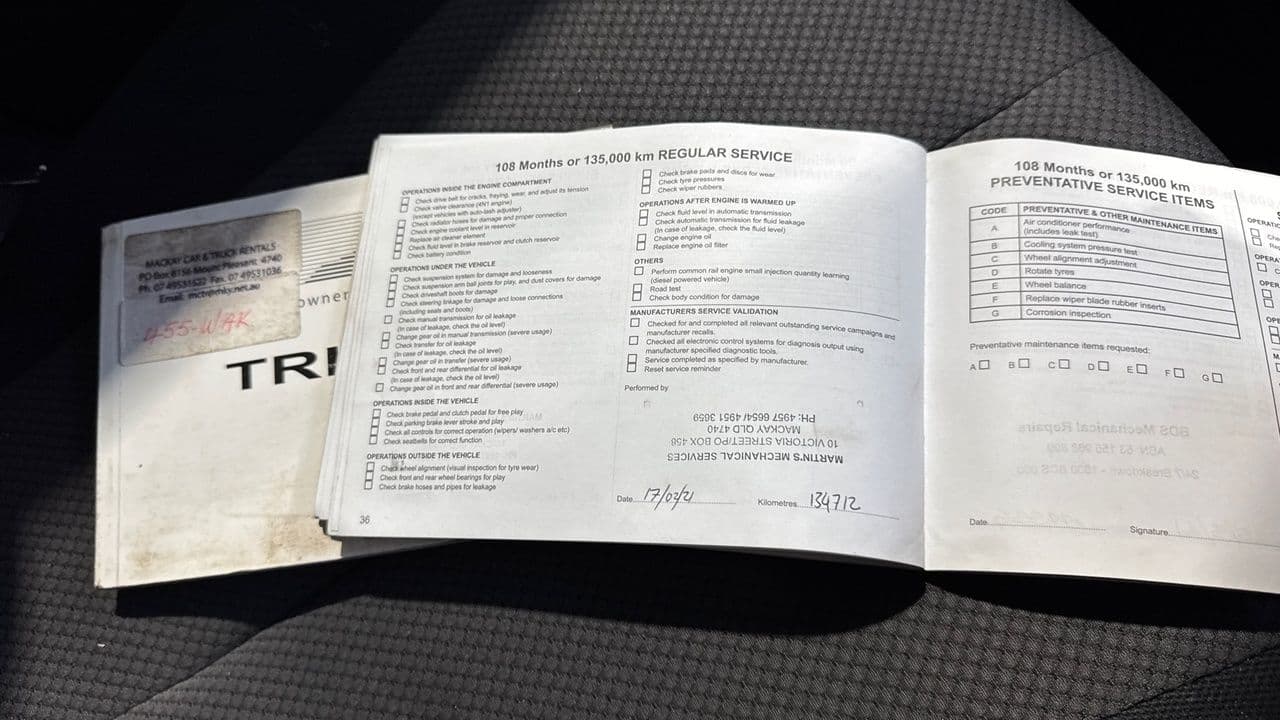 MACKAY CAR & TRUCK RENTALS
PO Box 8156 Mount Pleasant 4740
Ph. 07 49531622 Fax. 07 49531036
Email: mctr@mky.net.au
455-WAK
owner
TRI
108 Months or 135,000 km REGULAR SERVICE
OPERATIONS INSIDE THE ENGINE COMPARTMENT
Check drive belt for cracks, fraying, wear, and adjust its tension
Check valve clearance (4N1 engine)
(except vehicles with auto-lash adjuster)
Check radiator hoses for damage and proper connection
Check engine coolant level in reservoir
Replace air cleaner element
Check fluid level in brake reservoir and clutch reservoir
Check battery condition
OPERATIONS UNDER THE VEHICLE
Check suspension system for damage and looseness
Check suspension arm ball joints for play, and dust covers for damage
Check driveshaft boots for damage
Check steering linkage for damage and loose connections
(including seals and boots)
Check manual transmission for oil leakage
(In case of leakage, check the oil level)
Change gear oil in manual transmission (severe usage)
Check transfer for oil leakage
(In case of leakage, check the oil level)
Change gear oil in transfer (severe usage)
Check front and rear differential for oil leakage
(In case of leakage, check the oil level)
Change gear oil in front and rear differential (severe usage)
OPERATIONS INSIDE THE VEHICLE
Check brake pedal and clutch pedal for free play
Check parking brake lever stroke and play
Check all controls for correct operation (wipers/ washers a/c etc)
Check seatbelts for correct function
OPERATIONS OUTSIDE THE VEHICLE
Check wheel alignment (visual inspection for tyre wear)
Check front and rear wheel bearings for play
Check brake hoses and pipes for leakage
36
Check brake pads and discs for wear
Check tyre pressures
Check wiper rubbers
OPERATIONS AFTER ENGINE IS WARMED UP
Check fluid level in automatic transmission
Check automatic transmission for fluid leakage
(In case of leakage, check the fluid level)
Change engine oil
Replace engine oil filter
OTHERS
Perform common rail engine small injection quantity learning
(diesel powered vehicle)
Road test
Check body condition for damage
MANUFACTURERS SERVICE VALIDATION
Checked for and completed all relevant outstanding service campaigns and
manufacturer recalls.
Checked all electronic control systems for diagnosis output using
manufacturer specified diagnostic tools.
Service completed as specified by manufacturer.
Reset service reminder
Performed by
MARTIN'S MECHANICAL SERVICES
10 VICTORIA STREET/PO BOX 458
MACKAY QLD 4740
PH: 4957 6654/ 4951 3659
Date 17/02/21 Kilometres 134712
108 Months or 135,000 km
PREVENTATIVE SERVICE ITEMS
CODE PREVENTATIVE & OTHER MAINTENANCE ITEMS
A Air conditioner performance
(includes leak test)
B Cooling system pressure test
C Wheel alignment adjustment
D Rotate tyres
E Wheel balance
F Replace wiper blade rubber inserts
G Corrosion inspection
Preventative maintenance items requested:
A B C D E F G
Date Signature